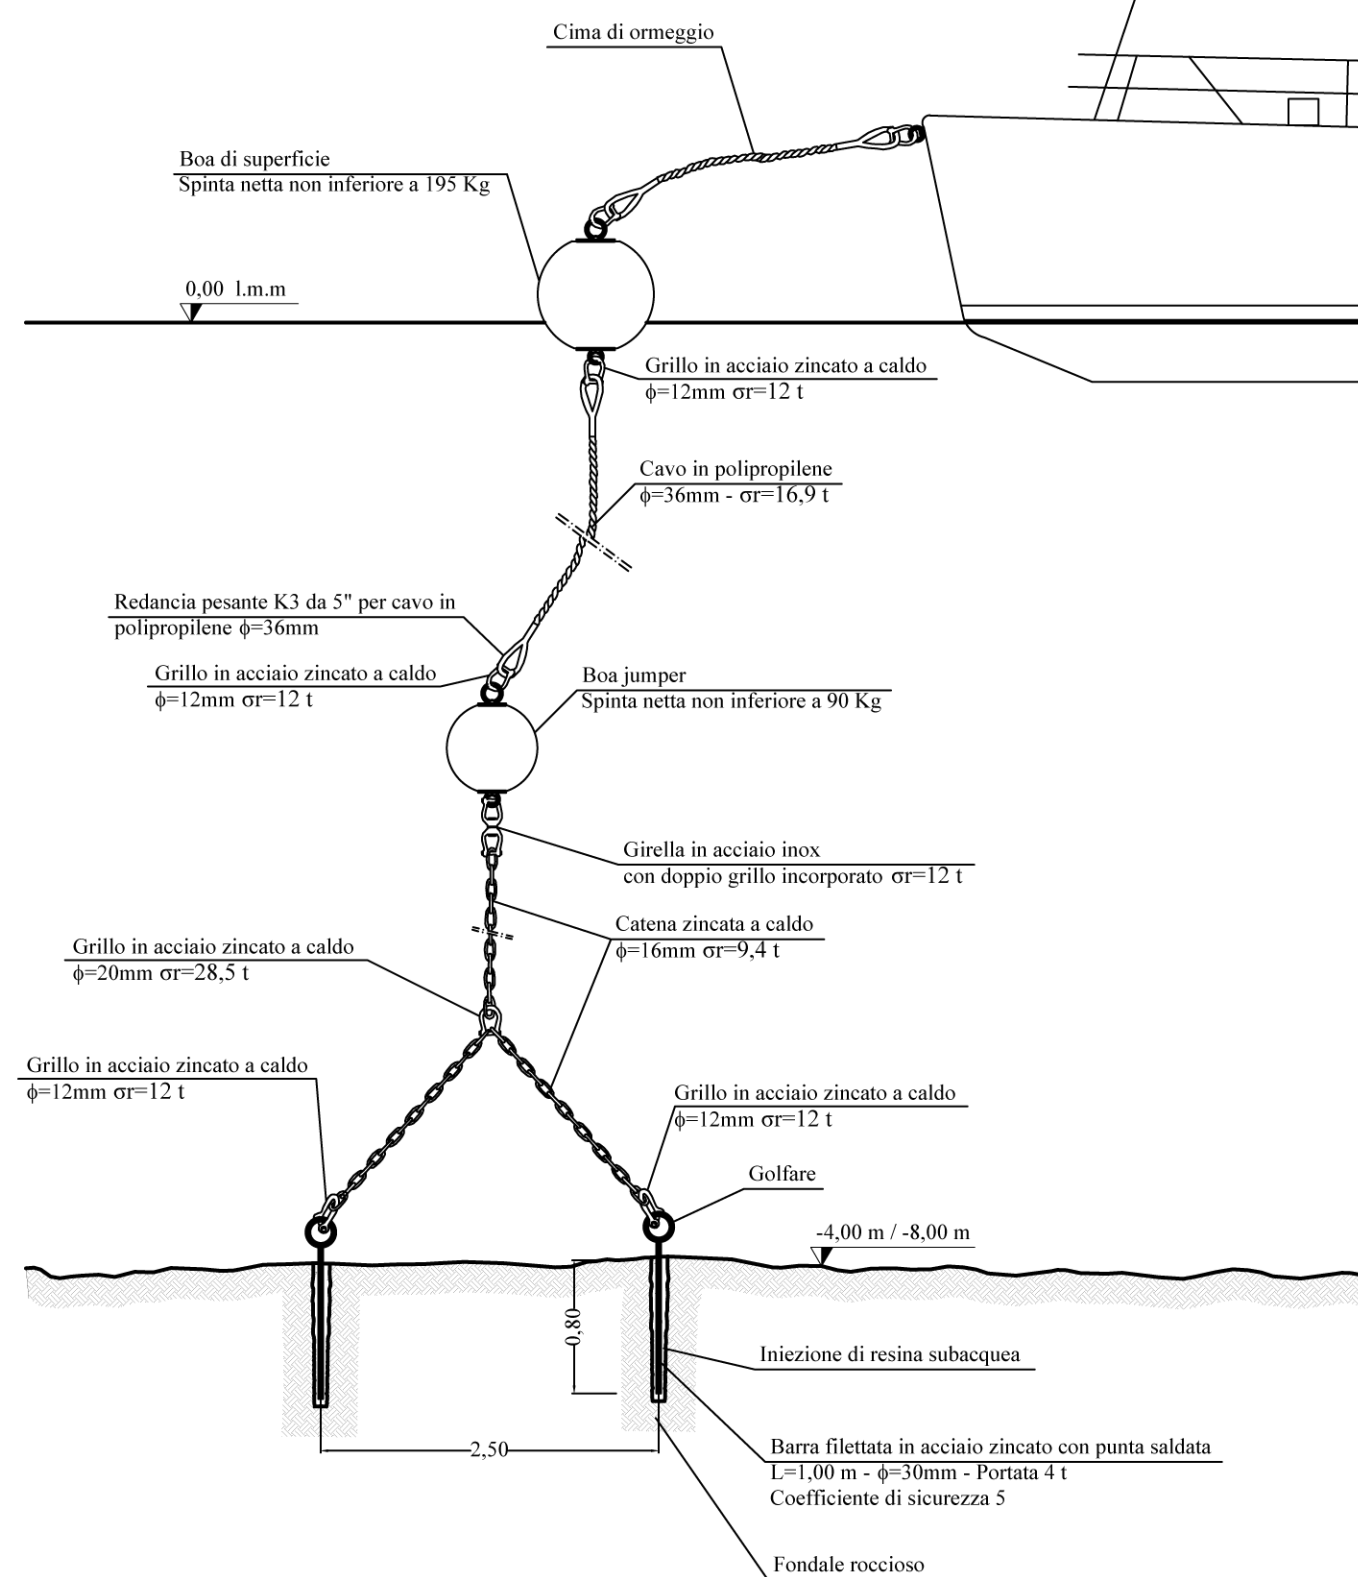 Cima di ormeggio
Boa di superficie
Spinta netta non inferiore a 195 Kg
0,00 l.m.m
Grillo in acciaio zincato a caldo
ϕ=12mm σr=12 t
Cavo in polipropilene
ϕ=36mm - σr=16,9 t
Redancia pesante K3 da 5" per cavo in
polipropilene ϕ=36mm
Grillo in acciaio zincato a caldo
ϕ=12mm σr=12 t
Boa jumper
Spinta netta non inferiore a 90 Kg
Girella in acciaio inox
con doppio grillo incorporato σr=12 t
Catena zincata a caldo
ϕ=16mm σr=9,4 t
Grillo in acciaio zincato a caldo
ϕ=20mm σr=28,5 t
Grillo in acciaio zincato a caldo
ϕ=12mm σr=12 t
Grillo in acciaio zincato a caldo
ϕ=12mm σr=12 t
Golfare
-4,00 m / -8,00 m
0,80
Iniezione di resina subacquea
2,50
Barra filettata in acciaio zincato con punta saldata
L=1,00 m - ϕ=30mm - Portata 4 t
Coefficiente di sicurezza 5
Fondale roccioso